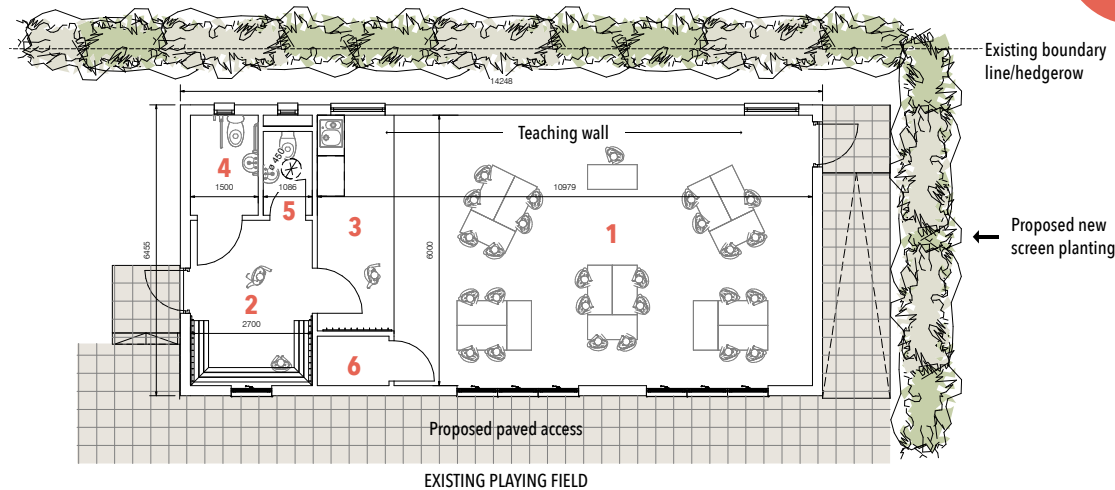 Existing boundary
line/hedgerow
14248
Teaching wall
4
ø 450
1500
1086
10979
5
3
1
Proposed new
screen planting
6455
6000
2
2700
6
Proposed paved access
EXISTING PLAYING FIELD